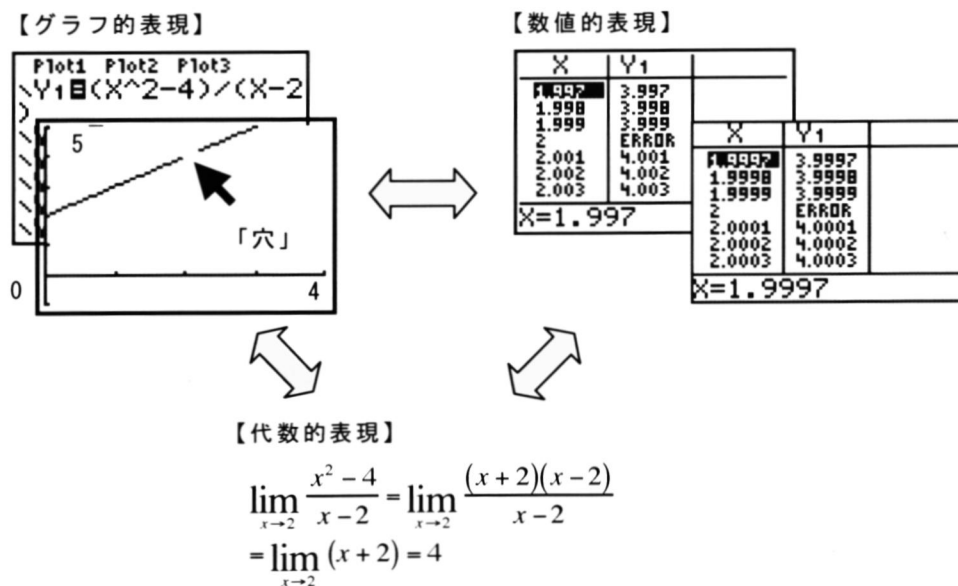 【グラフ的表現】
Plot1 Plot2 Plot3
\Y1=(X^2-4)/(X-2
)
5
「穴」
0
4
【数値的表現】
X Y1
1.997 3.997
1.998 3.998
1.999 3.999
2 ERROR
2.001 4.001
2.002 4.002
2.003 4.003
X=1.997
X Y1
1.9997 3.9997
1.9998 3.9998
1.9999 3.9999
2 ERROR
2.0001 4.0001
2.0002 4.0002
2.0003 4.0003
X=1.9997
【代数的表現】
lim_{x→2} \frac{x^2-4}{x-2} = lim_{x→2} \frac{(x+2)(x-2)}{x-2}
= lim_{x→2} (x+2) = 4